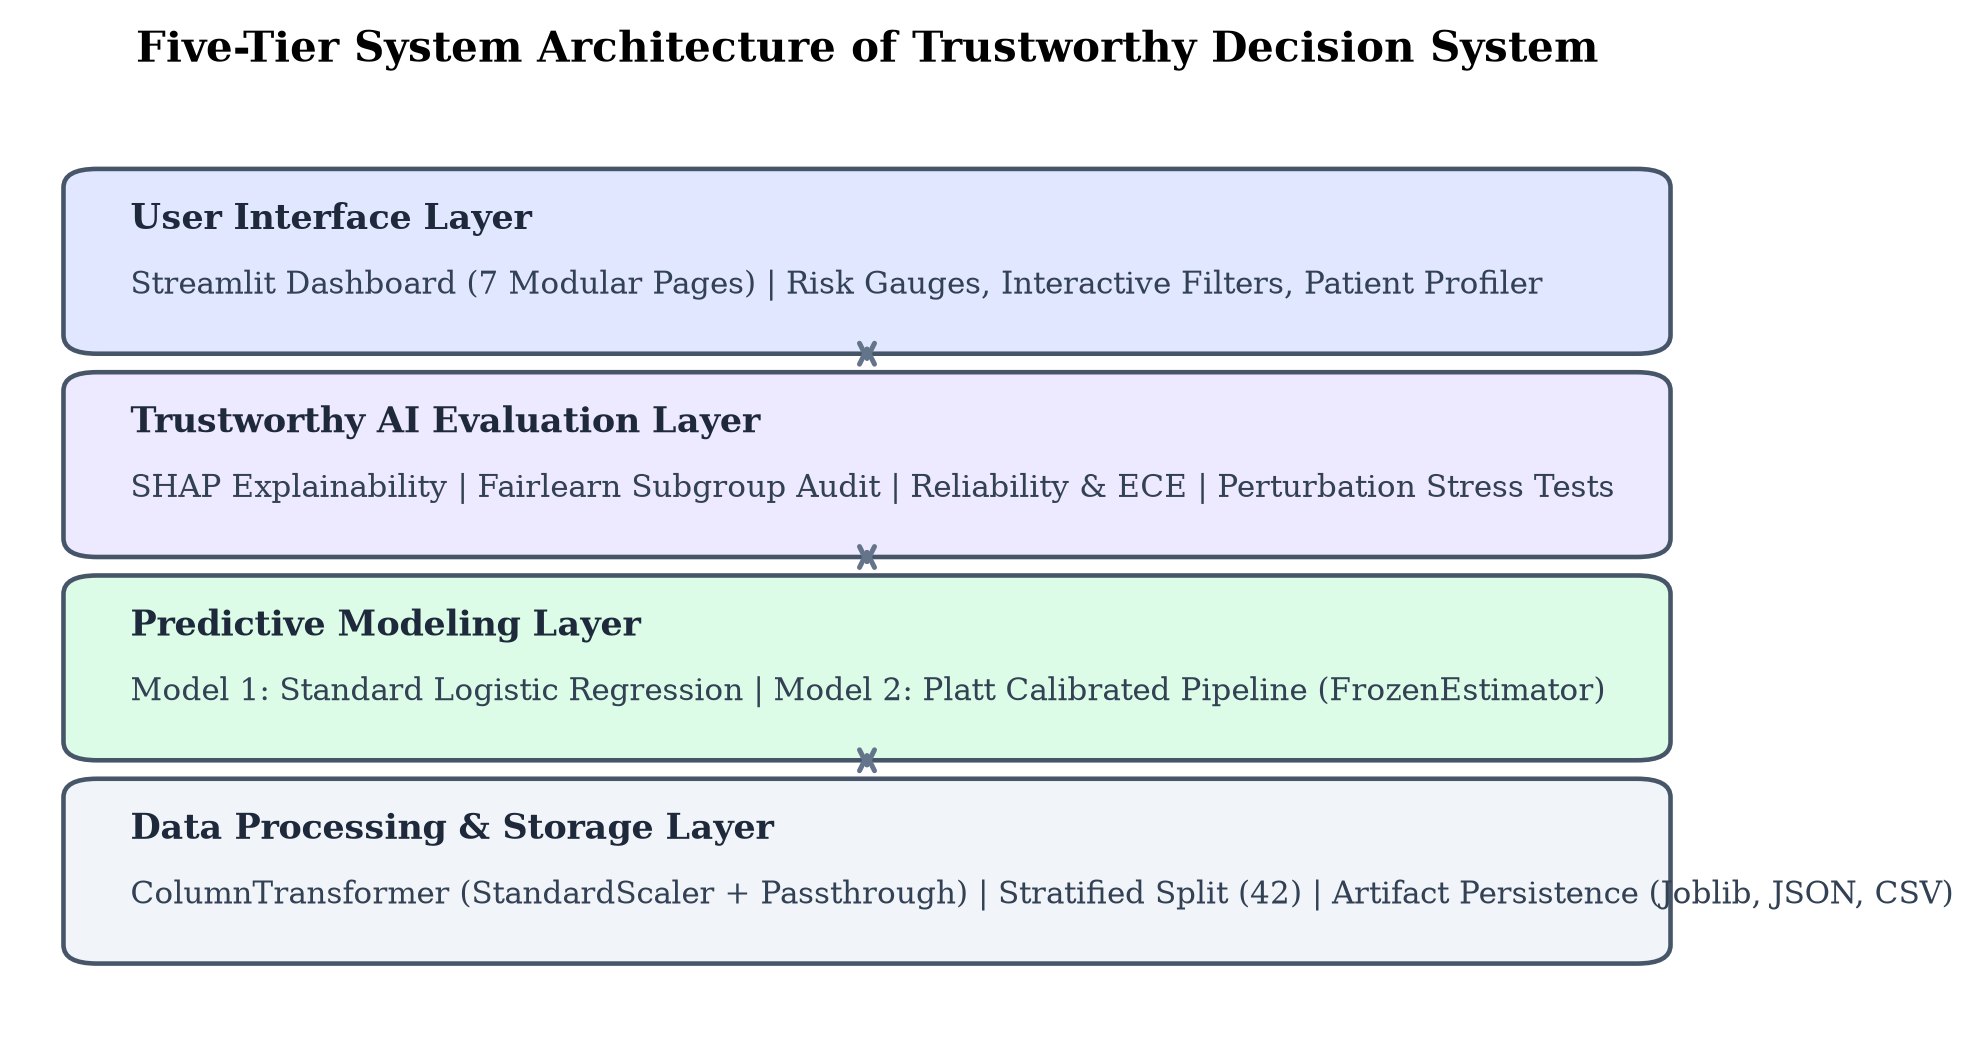 Five-Tier System Architecture of Trustworthy Decision System
User Interface Layer
Streamlit Dashboard (7 Modular Pages) | Risk Gauges, Interactive Filters, Patient Profiler
Trustworthy AI Evaluation Layer
SHAP Explainability | Fairlearn Subgroup Audit | Reliability & ECE | Perturbation Stress Tests
Predictive Modeling Layer
Model 1: Standard Logistic Regression | Model 2: Platt Calibrated Pipeline (FrozenEstimator)
Data Processing & Storage Layer
ColumnTransformer (StandardScaler + Passthrough) | Stratified Split (42) | Artifact Persistence (Joblib, JSON, CSV)